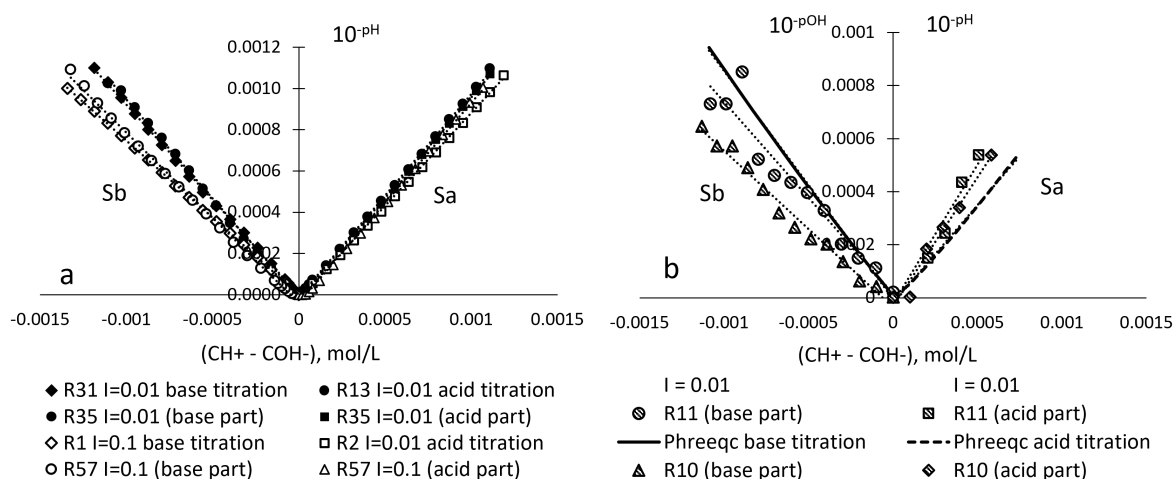 10-pH
0.0012
0.0010
0.0008
0.0006
0.0004
0.0002
0.0000
Sb
Sa
a
-0.0015 -0.001 -0.0005 0 0.0005 0.001 0.0015
(CH+ - COH-), mol/L
R31 I=0.01 base titration
R13 I=0.01 acid titration
R35 I=0.01 (base part)
R35 I=0.01 (acid part)
R1 I=0.1 base titration
R2 I=0.01 acid titration
R57 I=0.1 (base part)
R57 I=0.1 (acid part)
10-pOH 10-pH
0.001
0.0008
0.0006
0.0004
0.0002
0
Sb
Sa
b
-0.0015 -0.001 -0.0005 0 0.0005 0.001 0.0015
(CH+ - COH-), mol/L
I = 0.01
I = 0.01
R11 (base part)
R11 (acid part)
Phreeqc base titration
Phreeqc acid titration
R10 (base part)
R10 (acid part)